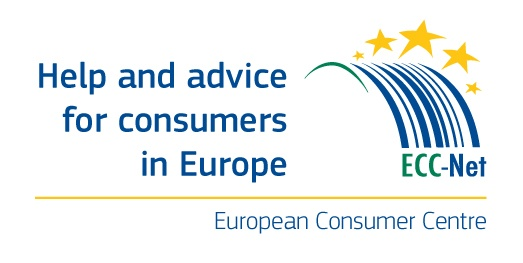 Help and advice
for consumers
in Europe
ECC-Net
European Consumer Centre